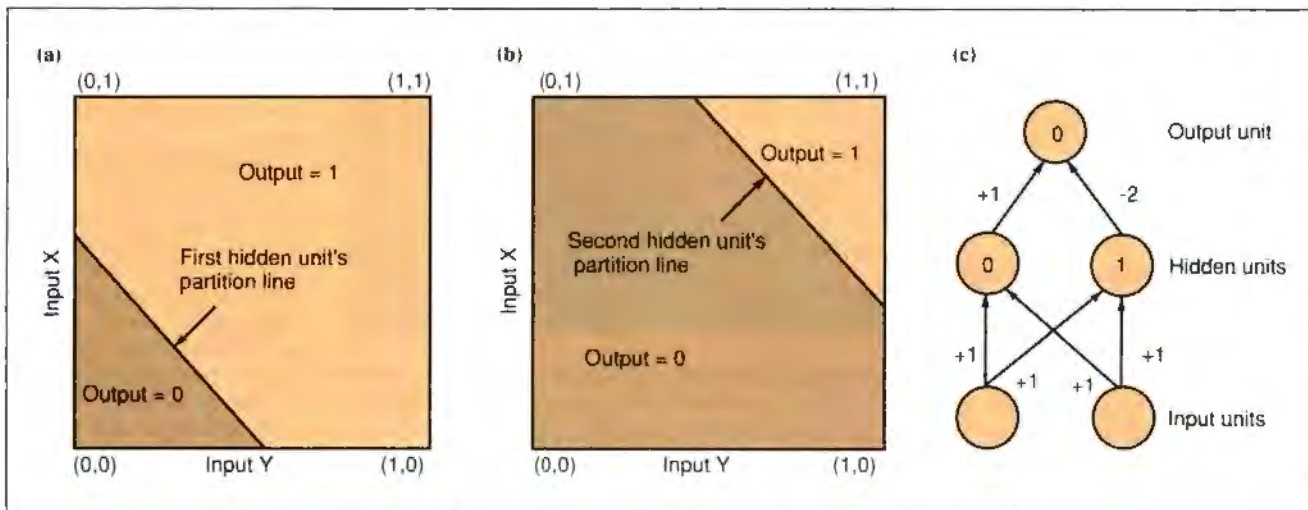 (a)
(0,1) (1,1)
Output = 1
First hidden unit's
partition line
Output = 0
Input X
(0,0) Input Y (1,0)
(b)
(0,1) (1,1)
Output = 1
Second hidden unit's
partition line
Output = 0
Input X
(0,0) Input Y (1,0)
(c)
0 Output unit
+1 -2
0 1 Hidden units
+1 +1 +1 +1
Input units